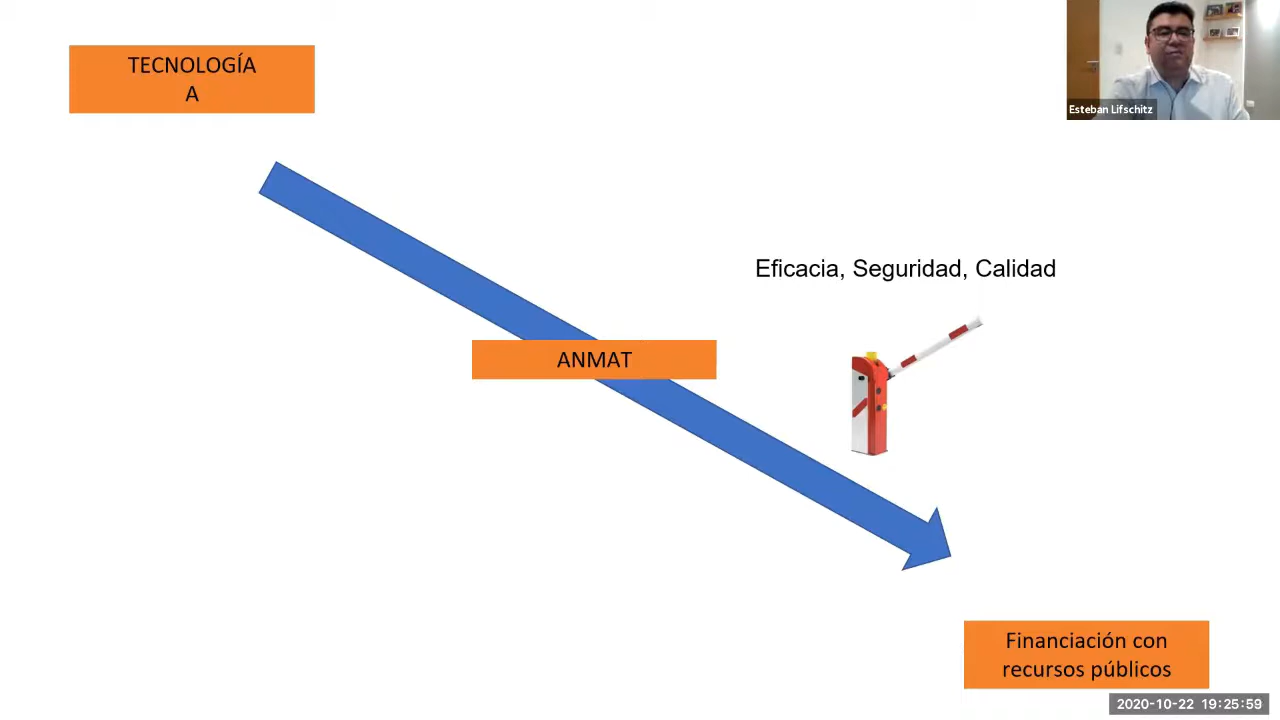 TECNOLOGÍA
A
Esteban Lifschitz
Eficacia, Seguridad, Calidad
ANMAT
Financiación con
recursos públicos
2020-10-22 19:25:59